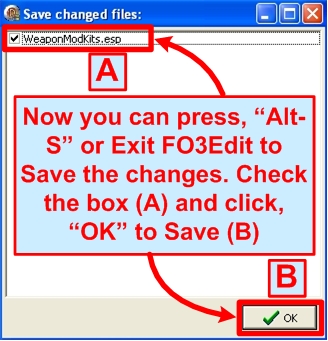 Save changed files:
WeaponModKits.esp
A
Now you can press, “Alt-
S” or Exit FO3Edit to
Save the changes. Check
the box (A) and click,
“OK” to Save (B)
B
OK